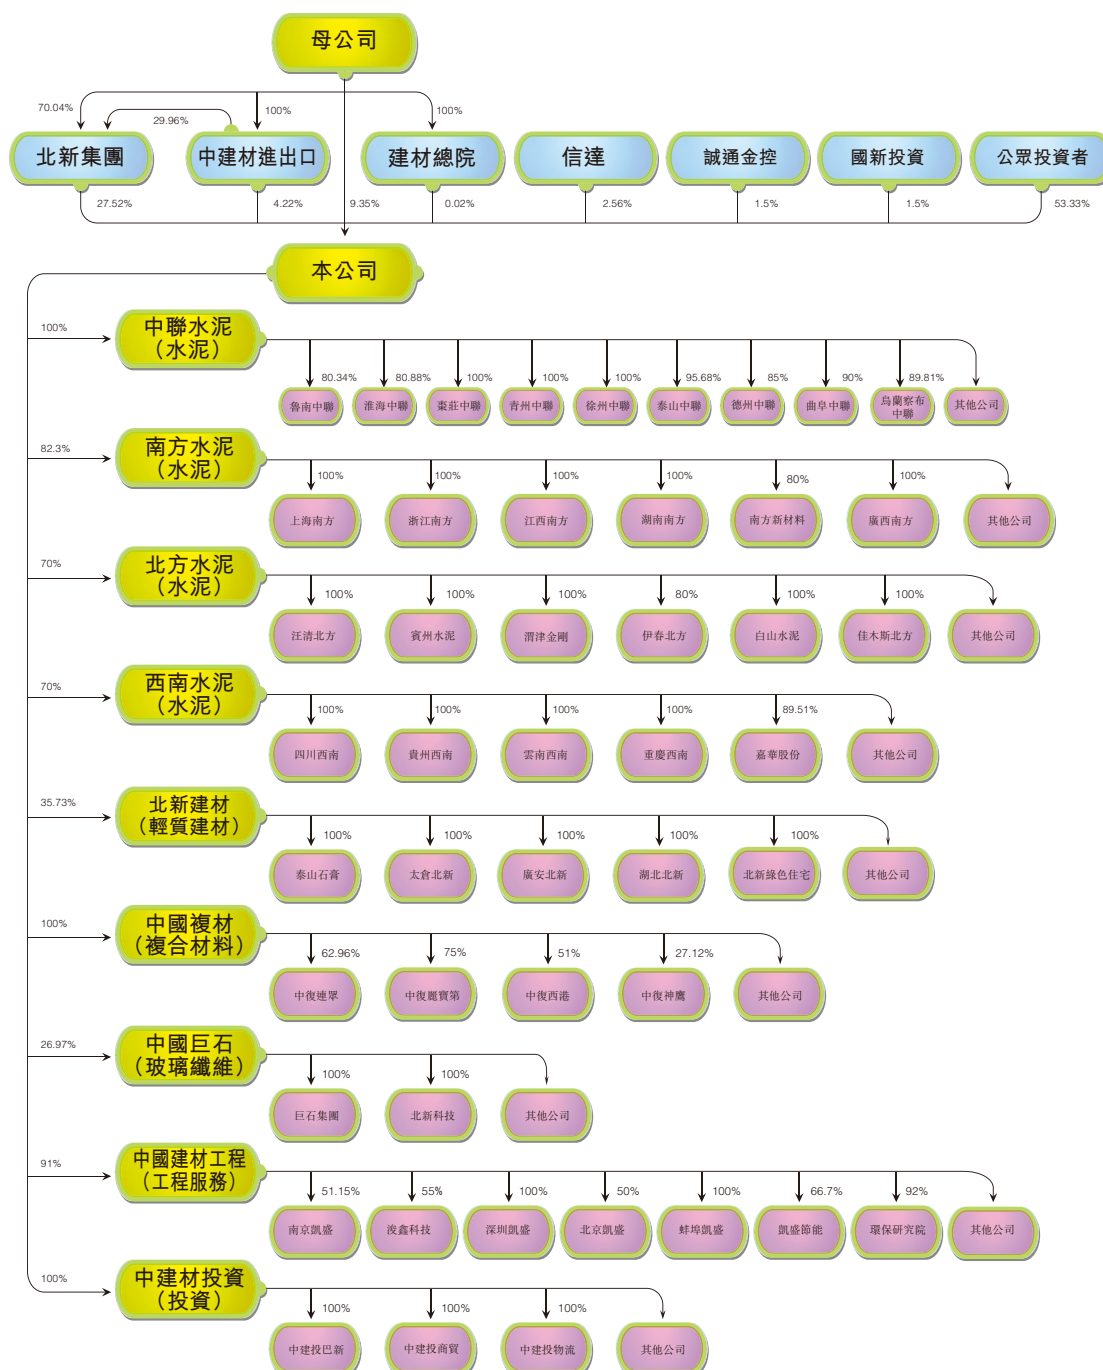 母公司
70.04%
29.96%
100%
100%
北新集團
中建材進出口
建材總院
信達
誠通金控
國新投資
公眾投資者
27.52%
4.22%
9.35%
0.02%
2.56%
1.5%
1.5%
53.33%
本公司
100%
中聯水泥
（水泥）
80.34%
80.88%
100%
100%
100%
95.68%
85%
90%
89.81%
魯南中聯
淮海中聯
棗莊中聯
青州中聯
徐州中聯
泰山中聯
德州中聯
曲阜中聯
烏蘭察布
中聯
其他公司
82.3%
南方水泥
（水泥）
100%
100%
100%
100%
80%
100%
上海南方
浙江南方
江西南方
湖南南方
南方新材料
廣西南方
其他公司
70%
北方水泥
（水泥）
100%
100%
100%
80%
100%
100%
汪清北方
賓州水泥
渭津金剛
伊春北方
白山水泥
佳木斯北方
其他公司
70%
西南水泥
（水泥）
100%
100%
100%
100%
89.51%
四川西南
貴州西南
雲南西南
重慶西南
嘉華股份
其他公司
35.73%
北新建材
（輕質建材）
100%
100%
100%
100%
100%
泰山石膏
太倉北新
廣安北新
湖北北新
北新綠色住宅
其他公司
100%
中國複材
（複合材料）
62.96%
75%
51%
27.12%
中復連眾
中復麗寶第
中復西港
中復神鷹
其他公司
26.97%
中國巨石
（玻璃纖維）
100%
100%
巨石集團
北新科技
其他公司
91%
中國建材工程
（工程服務）
51.15%
55%
100%
50%
100%
66.7%
92%
南京凱盛
浚鑫科技
深圳凱盛
北京凱盛
蚌埠凱盛
凱盛節能
環保研究院
其他公司
100%
中建材投資
（投資）
100%
100%
100%
中建投巴新
中建投商貿
中建投物流
其他公司